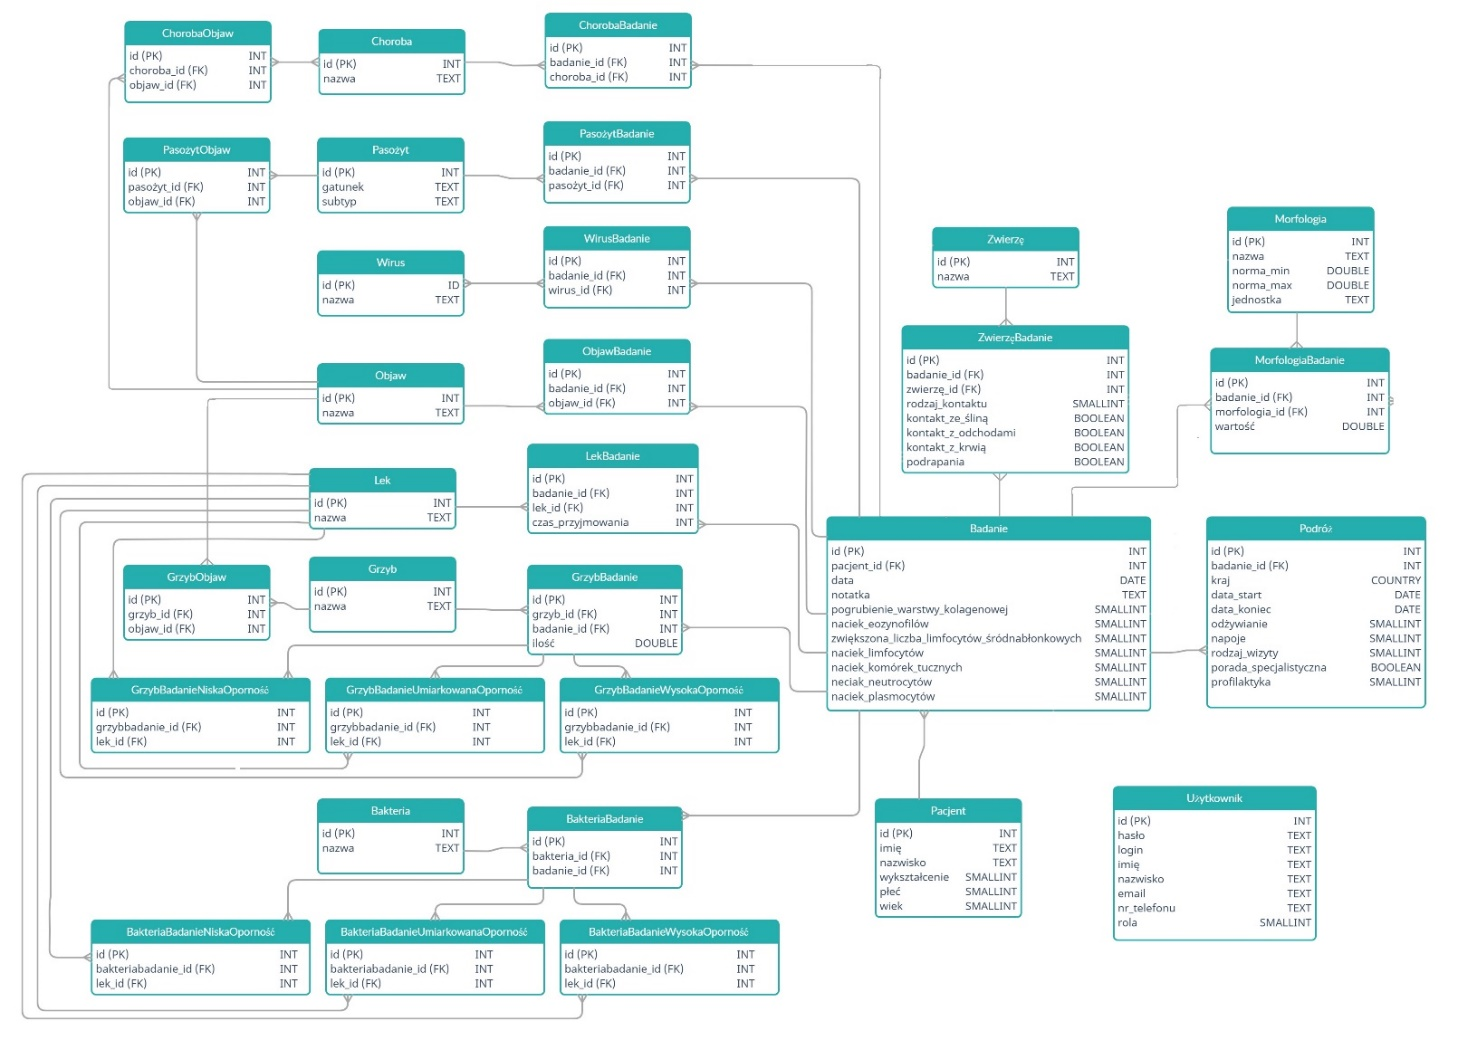 ChorobaObjaw
id (PK) INT
choroba_id (FK) INT
objaw_id (FK) INT
Choroba
id (PK) INT
nazwa TEXT
ChorobaBadanie
id (PK) INT
badanie_id (FK) INT
choroba_id (FK) INT
PasożytObjaw
id (PK) INT
pasożyt_id (FK) INT
objaw_id (FK) INT
Pasożyt
id (PK) INT
gatunek TEXT
subtyp TEXT
PasożytBadanie
id (PK) INT
badanie_id (FK) INT
pasożyt_id (FK) INT
Wirus
id (PK) ID
nazwa TEXT
WirusBadanie
id (PK) INT
badanie_id (FK) INT
wirus_id (FK) INT
Zwierzę
id (PK) INT
nazwa TEXT
Morfologia
id (PK) INT
nazwa TEXT
norma_min DOUBLE
norma_max DOUBLE
jednostka TEXT
Objaw
id (PK) INT
nazwa TEXT
ObjawBadanie
id (PK) INT
badanie_id (FK) INT
objaw_id (FK) INT
ZwierzęBadanie
id (PK) INT
badanie_id (FK) INT
zwierzę_id (FK) INT
rodzaj_kontaktu SMALLINT
kontakt_ze_śliną BOOLEAN
kontakt_z_odchodami BOOLEAN
kontakt_z_krwią BOOLEAN
podrapania BOOLEAN
MorfologiaBadanie
id (PK) INT
badanie_id (FK) INT
morfologia_id (FK) INT
wartość DOUBLE
Lek
id (PK) INT
nazwa TEXT
LekBadanie
id (PK) INT
badanie_id (FK) INT
lek_id (FK) INT
czas_przyjmowania INT
Badanie
id (PK) INT
pacjent_id (FK) INT
data DATE
notatka TEXT
pogrubienie_warstwy_kolagenowej SMALLINT
naciek_eozynofilów SMALLINT
zwiększona_liczba_limfocytów_śródnabłonkowych SMALLINT
naciek_limfocytów SMALLINT
naciek_komórek_tucznych SMALLINT
neciak_neutrocytów SMALLINT
naciek_plasmocytów SMALLINT
Podróż
id (PK) INT
badanie_id (FK) INT
kraj COUNTRY
data_start DATE
data_koniec DATE
odżywianie SMALLINT
napoje SMALLINT
rodzaj_wizyty SMALLINT
porada_specjalistyczna BOOLEAN
profilaktyka SMALLINT
GrzybObjaw
id (PK) INT
grzyb_id (FK) INT
objaw_id (FK) INT
Grzyb
id (PK) INT
nazwa TEXT
GrzybBadanie
id (PK) INT
grzyb_id (FK) INT
badanie_id (FK) INT
ilość DOUBLE
GrzybBadanieNiskaOporność
id (PK) INT
grzybbadanie_id (FK) INT
lek_id (FK) INT
GrzybBadanieUmiarkowanaOporność
id (PK) INT
grzybbadanie_id (FK) INT
lek_id (FK) INT
GrzybBadanieWysokaOporność
id (PK) INT
grzybbadanie_id (FK) INT
lek_id (FK) INT
Bakteria
id (PK) INT
nazwa TEXT
BakteriaBadanie
id (PK) INT
bakteria_id (FK) INT
badanie_id (FK) INT
Pacjent
id (PK) INT
imię TEXT
nazwisko TEXT
wykształcenie SMALLINT
płeć SMALLINT
wiek SMALLINT
Użytkownik
id (PK) INT
hasło TEXT
login TEXT
imię TEXT
nazwisko TEXT
email TEXT
nr_telefonu TEXT
rola SMALLINT
BakteriaBadanieNiskaOporność
id (PK) INT
bakteriabadanie_id (FK) INT
lek_id (FK) INT
BakteriaBadanieUmiarkowanaOporność
id (PK) INT
bakteriabadanie_id (FK) INT
lek_id (FK) INT
BakteriaBadanieWysokaOporność
id (PK) INT
bakteriabadanie_id (FK) INT
lek_id (FK) INT